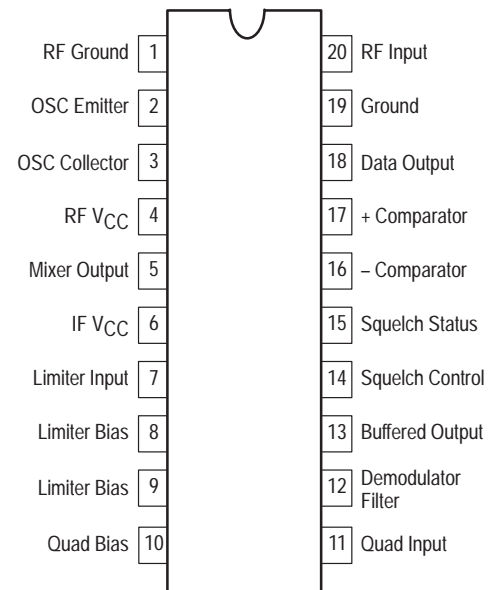 RF Ground 1
OSC Emitter 2
OSC Collector 3
RF VCC 4
Mixer Output 5
IF VCC 6
Limiter Input 7
Limiter Bias 8
Limiter Bias 9
Quad Bias 10
20 RF Input
19 Ground
18 Data Output
17 + Comparator
16 – Comparator
15 Squelch Status
14 Squelch Control
13 Buffered Output
12 Demodulator
Filter
11 Quad Input